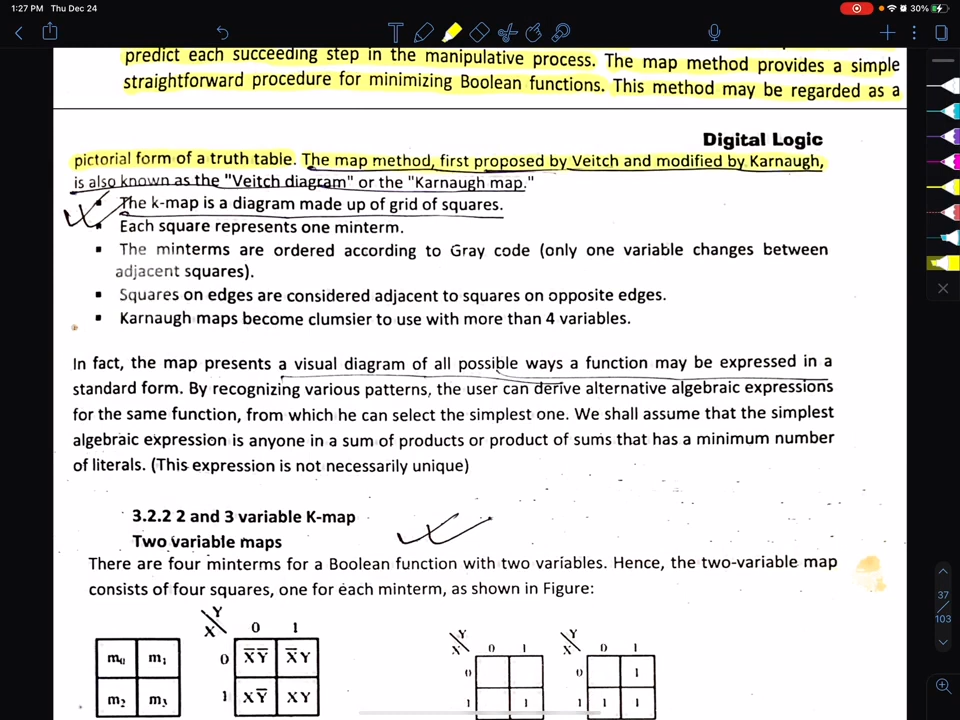 1:27 PM Thu Dec 24
30%
predict each succeeding step in the manipulative process. The map method provides a simple
straightforward procedure for minimizing Boolean functions. This method may be regarded as a
Digital Logic
pictorial form of a truth table. The map method, first proposed by Veitch and modified by Karnaugh,
is also known as the "Veitch diagram" or the "Karnaugh map."
▪ The k-map is a diagram made up of grid of squares.
▪ Each square represents one minterm.
▪ The minterms are ordered according to Gray code (only one variable changes between
adjacent squares).
▪ Squares on edges are considered adjacent to squares on opposite edges.
▪ Karnaugh maps become clumsier to use with more than 4 variables.
In fact, the map presents a visual diagram of all possible ways a function may be expressed in a
standard form. By recognizing various patterns, the user can derive alternative algebraic expressions
for the same function, from which he can select the simplest one. We shall assume that the simplest
algebraic expression is anyone in a sum of products or product of sums that has a minimum number
of literals. (This expression is not necessarily unique)
3.2.2 2 and 3 variable K-map
Two variable maps
There are four minterms for a Boolean function with two variables. Hence, the two-variable map
consists of four squares, one for each minterm, as shown in Figure:
m₀ m₁
m₂ m₃
Y
X 0 1
0 X̅Y̅ X̅Y
1 XY̅ XY
Y
X 0 1
0
1 1
Y
X 0 1
0 1
1 1 1
37
/
103